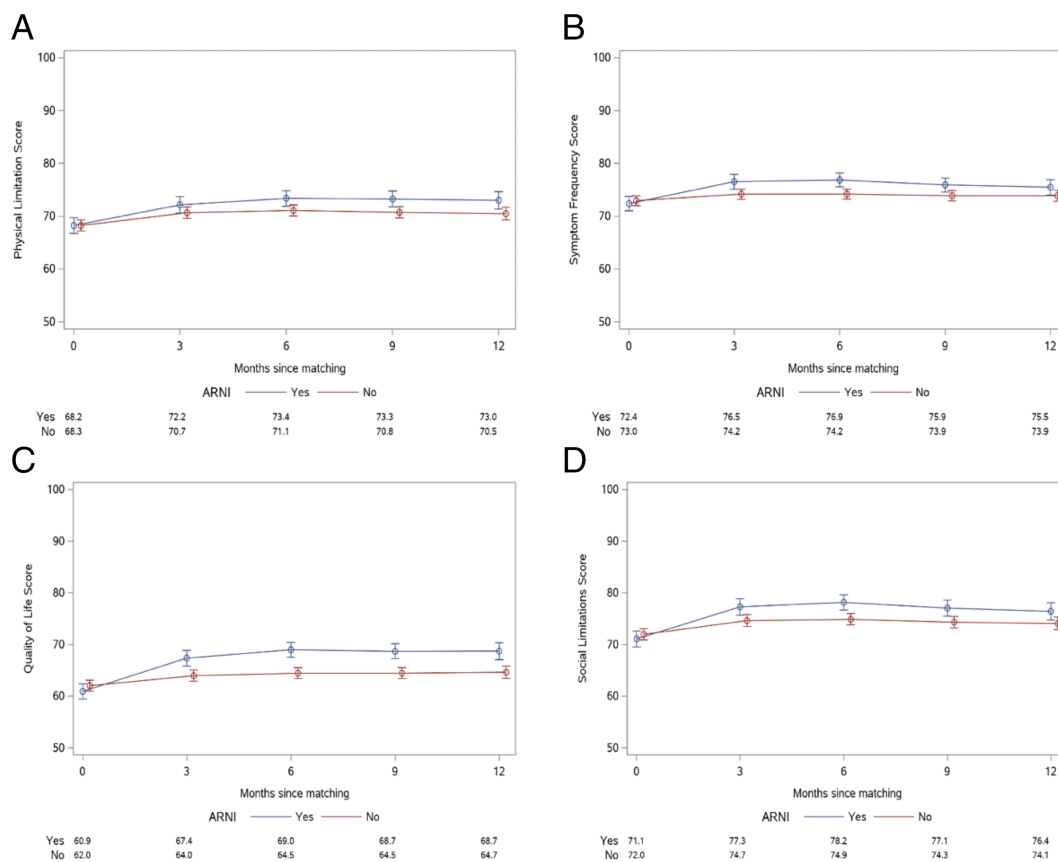 A
100
90
80
70
60
50
Physical Limitation Score
0 3 6 9 12
Months since matching
ARNI Yes No
Yes 68.2 72.2 73.4 73.3 73.0
No 68.3 70.7 71.1 70.8 70.5
B
100
90
80
70
60
50
Symptom Frequency Score
0 3 6 9 12
Months since matching
ARNI Yes No
Yes 72.4 76.5 76.9 75.9 75.5
No 73.0 74.2 74.2 73.9 73.9
C
100
90
80
70
60
50
Quality of Life Score
0 3 6 9 12
Months since matching
ARNI Yes No
Yes 60.9 67.4 69.0 68.7 68.7
No 62.0 64.0 64.5 64.5 64.7
D
100
90
80
70
60
50
Social Limitations Score
0 3 6 9 12
Months since matching
ARNI Yes No
Yes 71.1 77.3 78.2 77.1 76.4
No 72.0 74.7 74.9 74.3 74.1